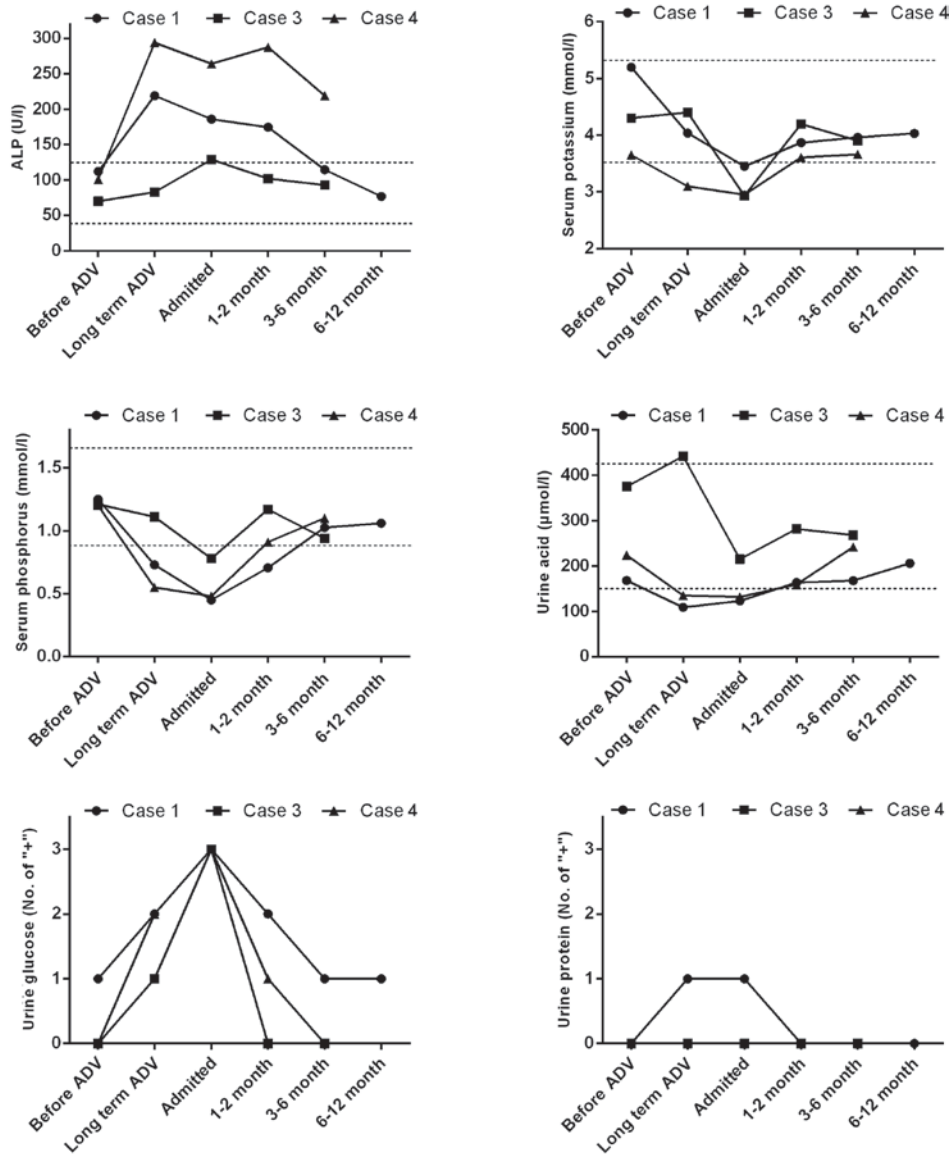 Case 1 Case 3 Case 4
ALP (U/l)
300
250
200
150
100
50
0
Before ADV
Long term ADV
Admitted
1-2 month
3-6 month
6-12 month
Case 1 Case 3 Case 4
Serum potassium (mmol/l)
6
5
4
3
2
Before ADV
Long term ADV
Admitted
1-2 month
3-6 month
6-12 month
Case 1 Case 3 Case 4
Serum phosphorus (mmol/l)
1.5
1.0
0.5
0.0
Before ADV
Long term ADV
Admitted
1-2 month
3-6 month
6-12 month
Case 1 Case 3 Case 4
Urine acid (μmol/l)
500
400
300
200
100
0
Before ADV
Long term ADV
Admitted
1-2 month
3-6 month
6-12 month
Case 1 Case 3 Case 4
Urine glucose (No. of "+")
3
2
1
0
Before ADV
Long term ADV
Admitted
1-2 month
3-6 month
6-12 month
Case 1 Case 3 Case 4
Urine protein (No. of "+")
3
2
1
0
Before ADV
Long term ADV
Admitted
1-2 month
3-6 month
6-12 month